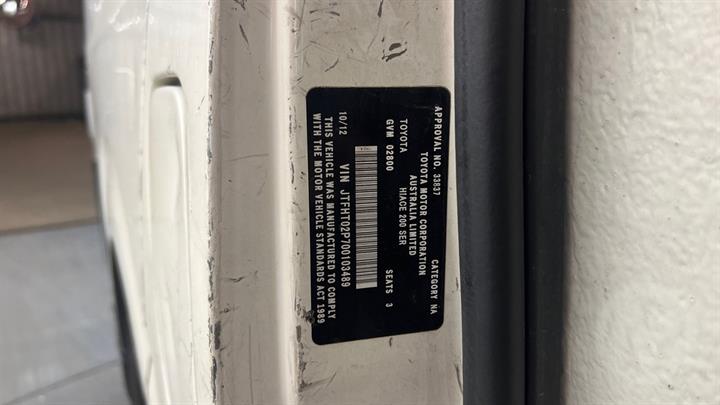 APPROVAL NO. 33837 CATEGORY NA
TOYOTA MOTOR CORPORATION
AUSTRALIA LIMITED
TOYOTA HIACE 200 SER
GVM 02800 SEATS 3
10/12 VIN JTFHT02P700103489
THIS VEHICLE WAS MANUFACTURED TO COMPLY
WITH THE MOTOR VEHICLE STANDARDS ACT 1989